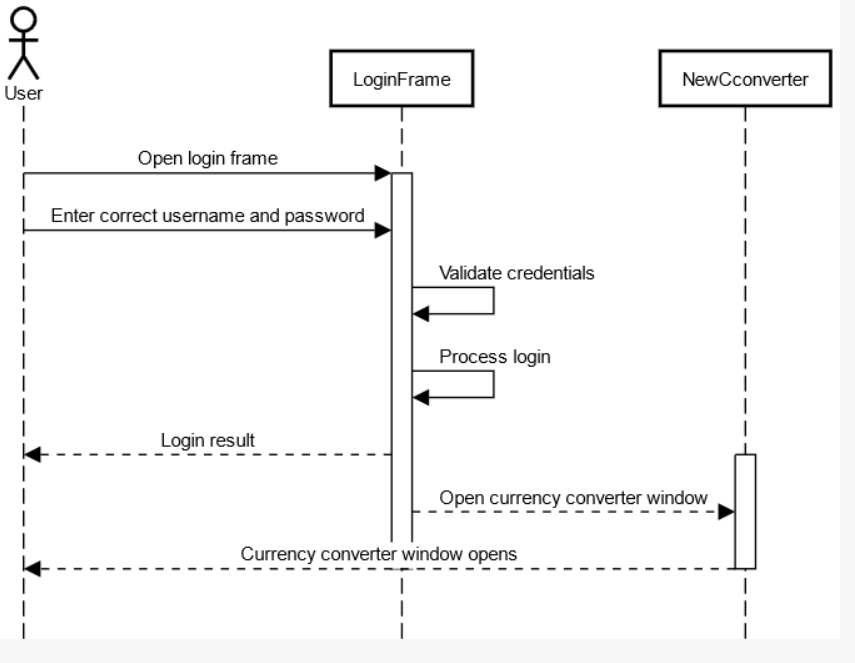 User
LoginFrame
NewCconverter
Open login frame
Enter correct username and password
Validate credentials
Process login
Login result
Open currency converter window
Currency converter window opens